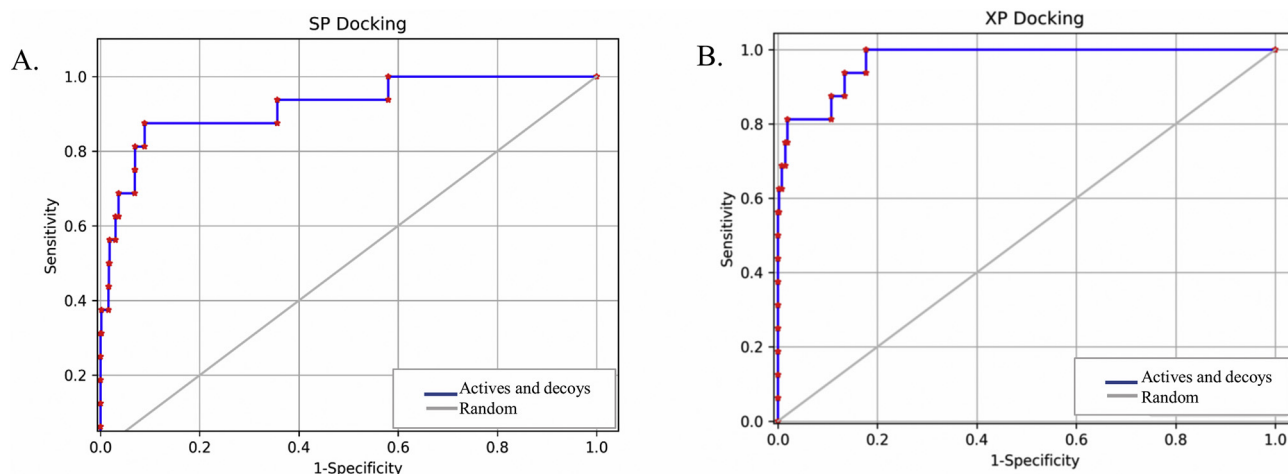 A.
SP Docking
1.0
0.8
0.6
0.4
0.2
Sensitivity
0.0 0.2 0.4 0.6 0.8 1.0
1-Specificity
Actives and decoys
Random
B.
XP Docking
1.0
0.8
0.6
0.4
0.2
0.0
Sensitivity
0.0 0.2 0.4 0.6 0.8 1.0
1-Specificity
Actives and decoys
Random